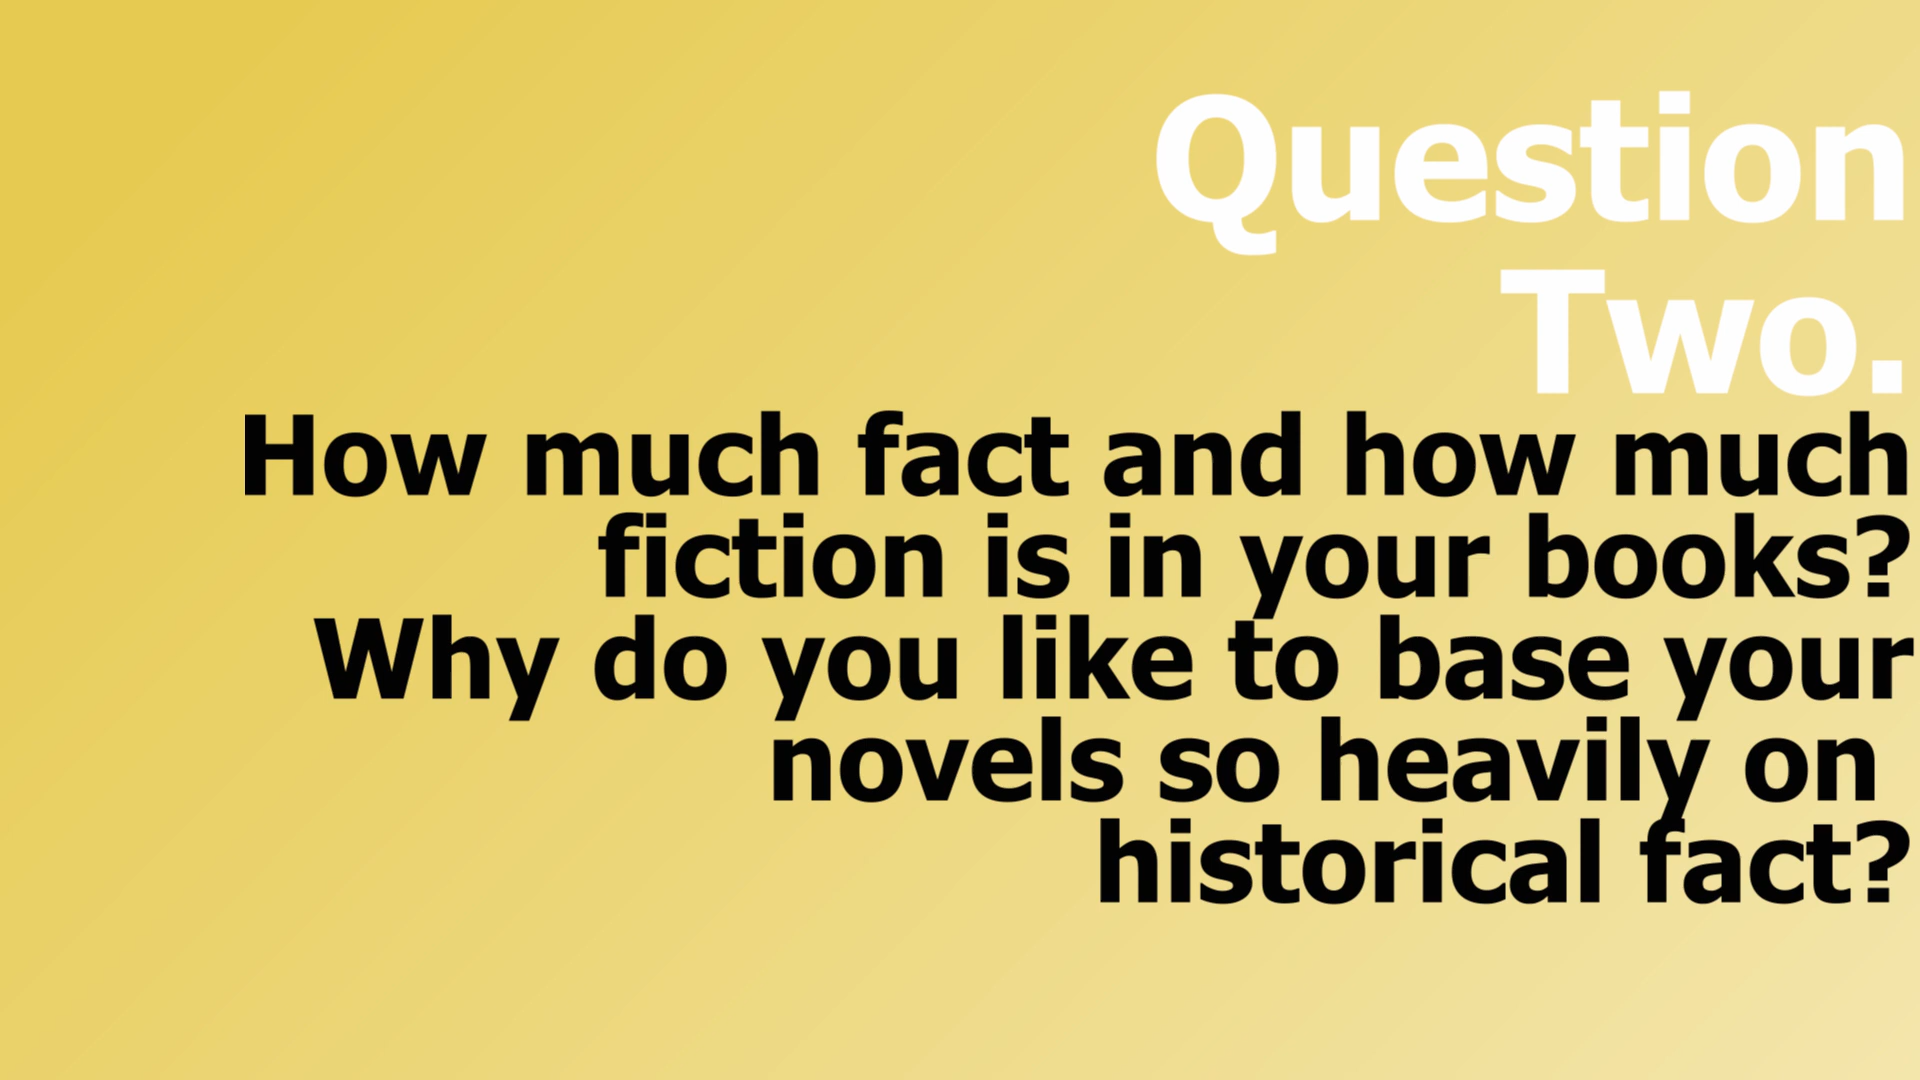 Question
Two.
How much fact and how much
fiction is in your books?
Why do you like to base your
novels so heavily on
historical fact?